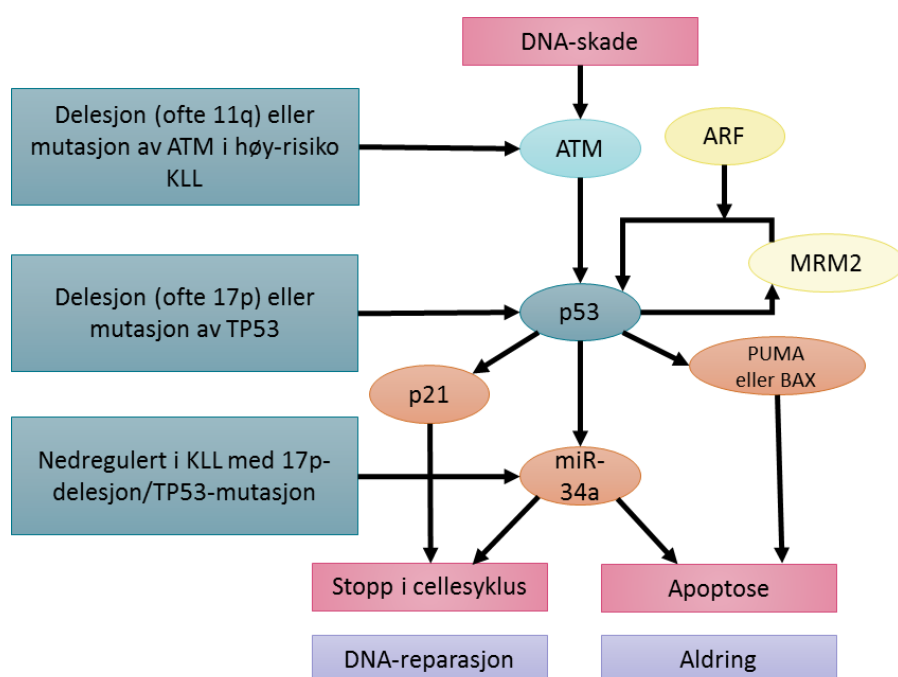 DNA-skade
Delesjon (ofte 11q) eller
mutasjon av ATM i høy-risiko
KLL
ATM
ARF
MRM2
Delesjon (ofte 17p) eller
mutasjon av TP53
p53
PUMA
eller BAX
p21
Nedregulert i KLL med 17p-
delesjon/TP53-mutasjon
miR-
34a
Stopp i cellesyklus
Apoptose
DNA-reparasjon
Aldring